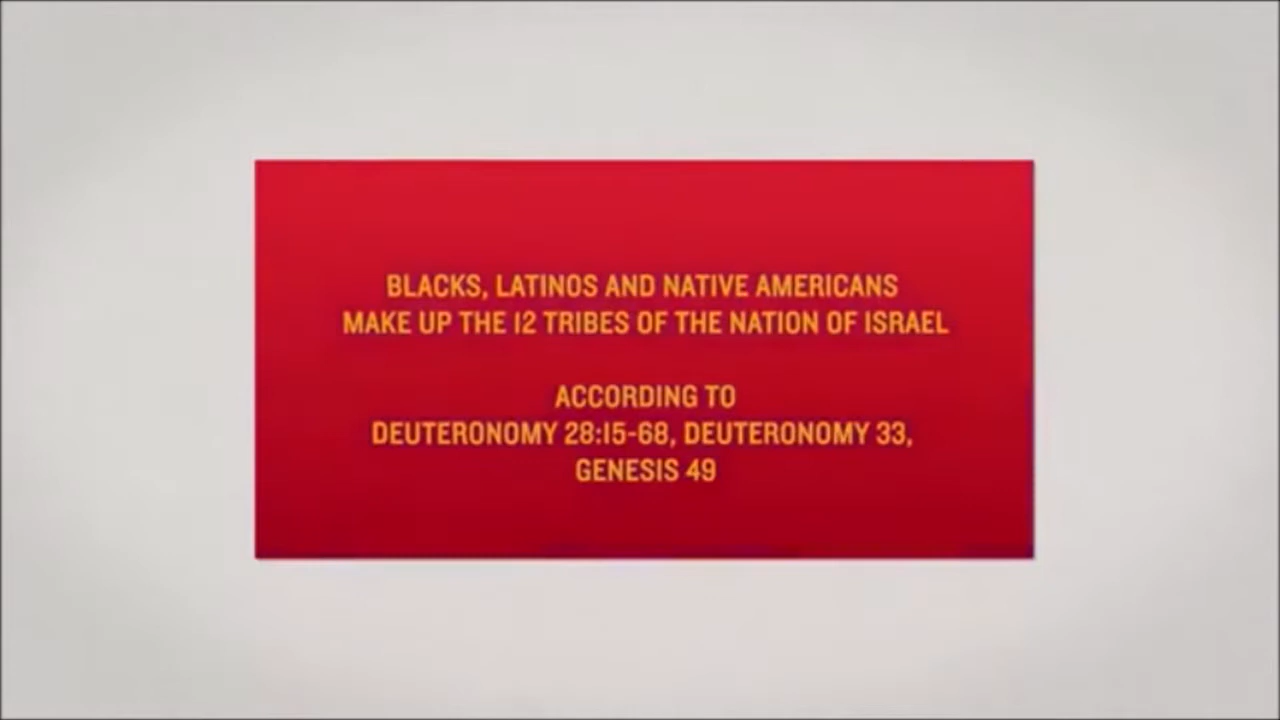 BLACKS, LATINOS AND NATIVE AMERICANS
MAKE UP THE 12 TRIBES OF THE NATION OF ISRAEL
ACCORDING TO
DEUTERONOMY 28:15-68, DEUTERONOMY 33,
GENESIS 49